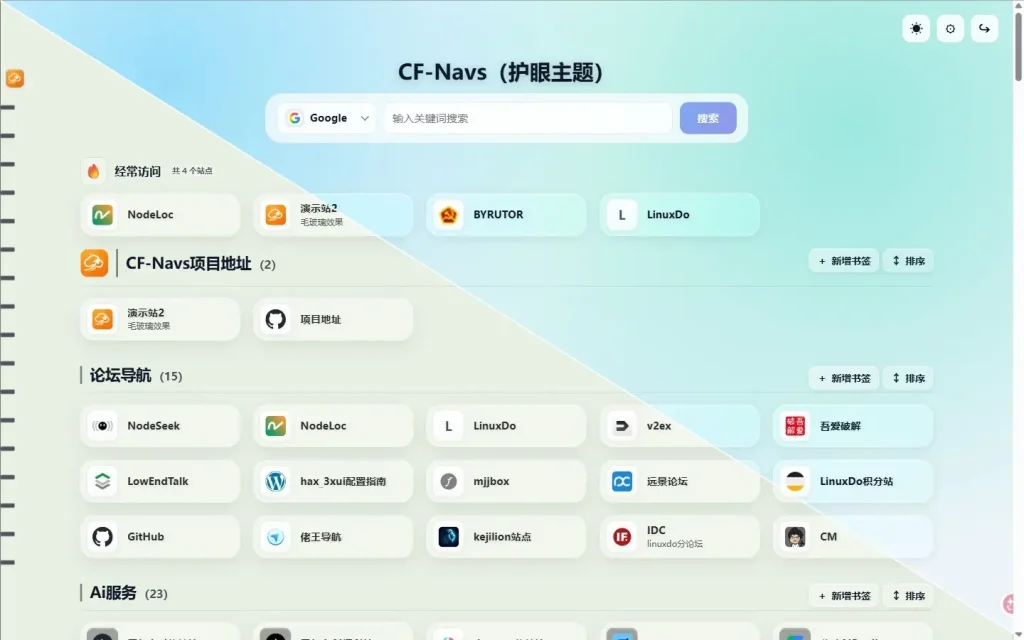 CF-Navs（护眼主题）
Google
输入关键词搜索
搜索
经常访问 共 4 个站点
NodeLoc
演示站2
毛玻璃效果
BYRUTOR
L LinuxDo
CF-Navs项目地址 (2)
+ 新增书签
排序
演示站2
毛玻璃效果
项目地址
论坛导航 (15)
+ 新增书签
排序
NodeSeek
NodeLoc
L LinuxDo
v2ex
吾爱破解
LowEndTalk
hax_3xui配置指南
mjjbox
远景论坛
LinuxDo积分站
GitHub
佬王导航
kejilion站点
IDC
linuxdo分论坛
CM
Ai服务 (23)
+ 新增书签
排序